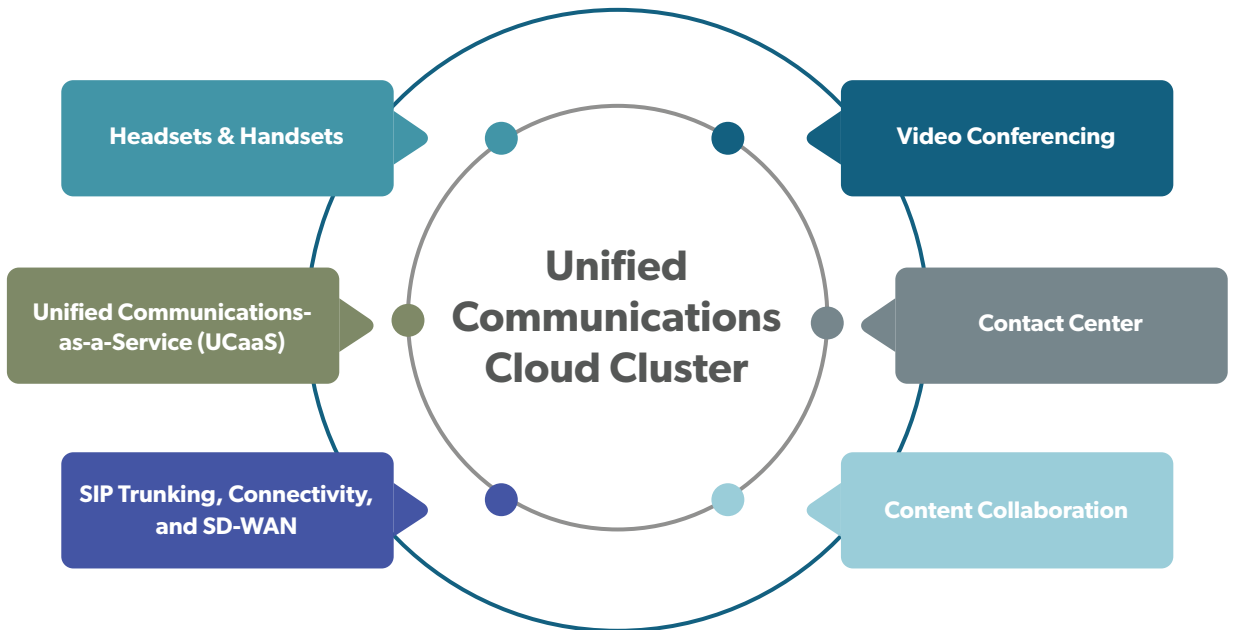 Headsets & Handsets
Video Conferencing
Unified Communications-
as-a-Service (UCaaS)
Unified
Communications
Cloud Cluster
Contact Center
SIP Trunking, Connectivity,
and SD-WAN
Content Collaboration